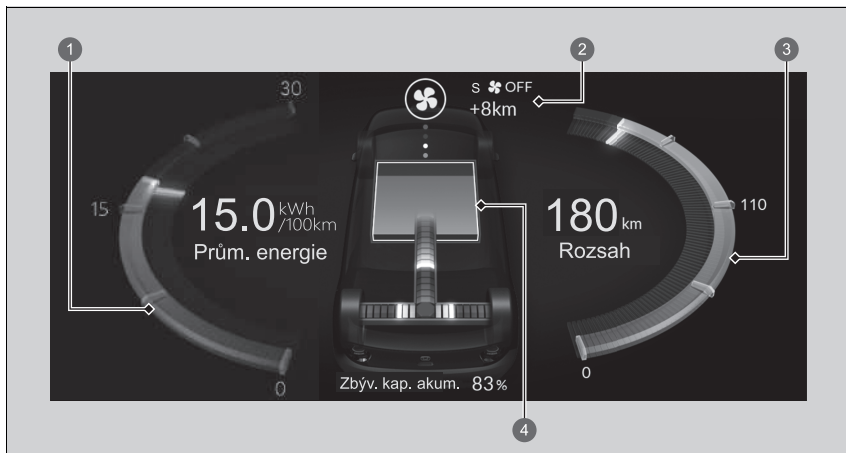 1
2
3
4
30
15
0
15.0 kWh/100km
Prům. energie
S OFF
+8km
180 km
Rozsah
110
0
Zbýv. kap. akum. 83%